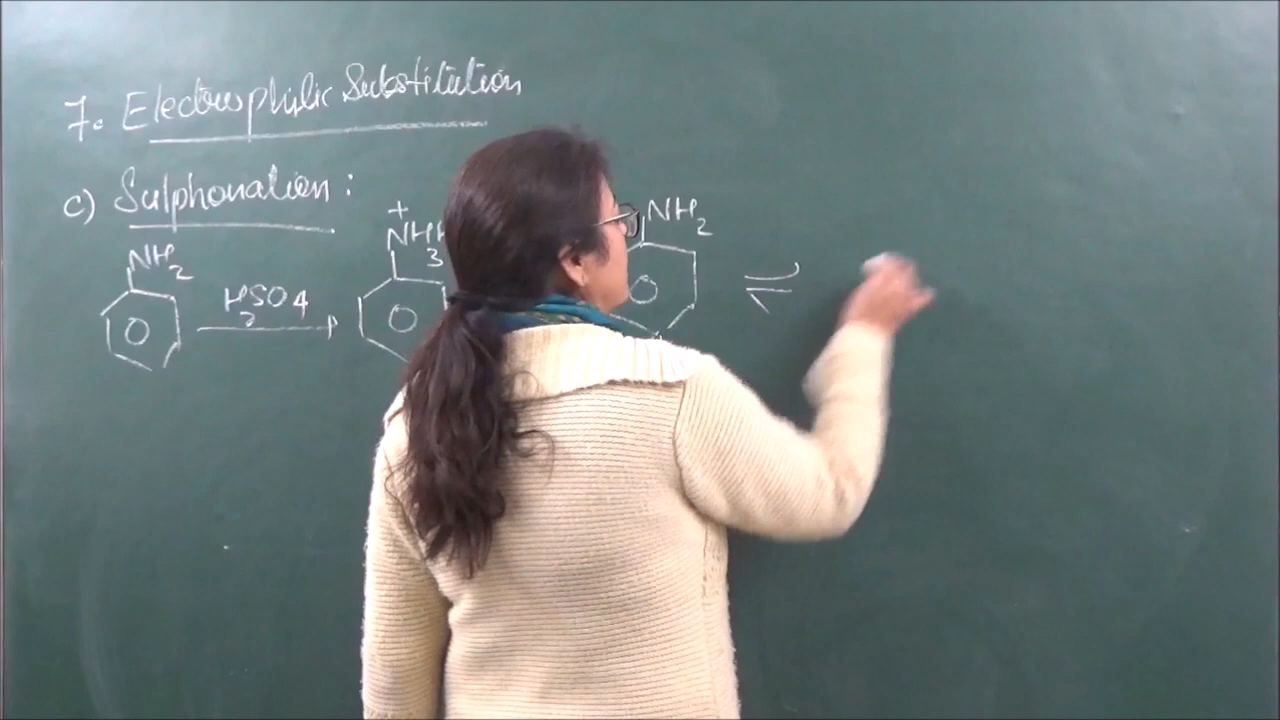 7. Electrophilic Substitution
c) Sulphonation :
NH2 H2SO4 +NH3 NH2 ⇌